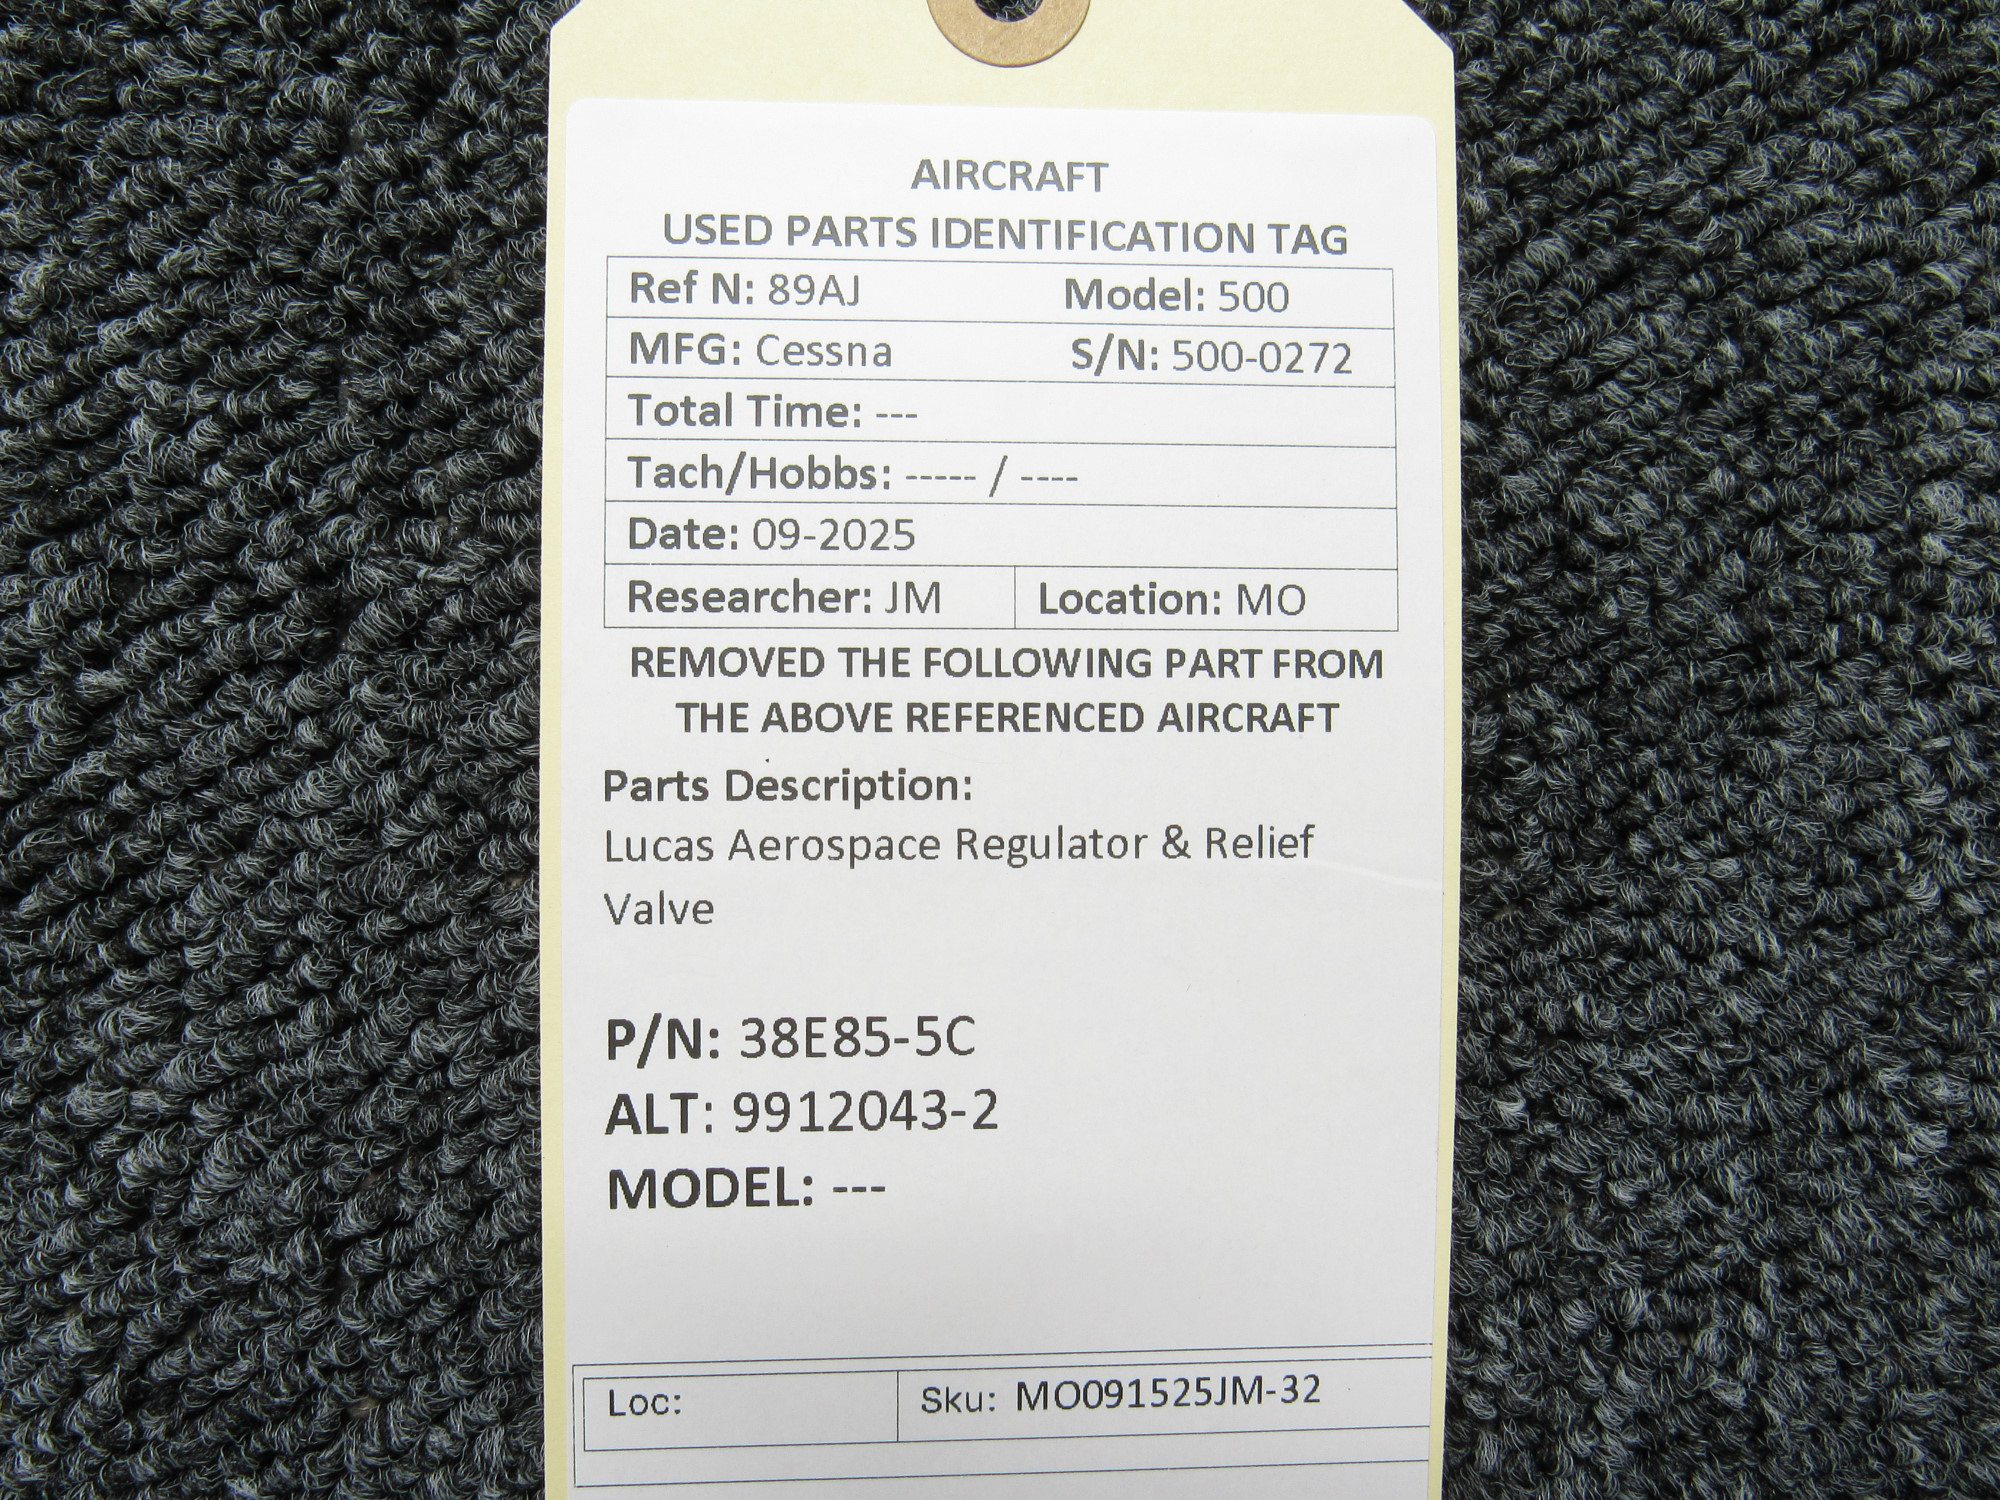 AIRCRAFT
USED PARTS IDENTIFICATION TAG
Ref N: 89AJ Model: 500
MFG: Cessna S/N: 500-0272
Total Time: ---
Tach/Hobbs: ----- / ----
Date: 09-2025
Researcher: JM Location: MO
REMOVED THE FOLLOWING PART FROM
THE ABOVE REFERENCED AIRCRAFT
Parts Description:
Lucas Aerospace Regulator & Relief
Valve
P/N: 38E85-5C
ALT: 9912043-2
MODEL: ---
Loc: Sku: MO091525JM-32